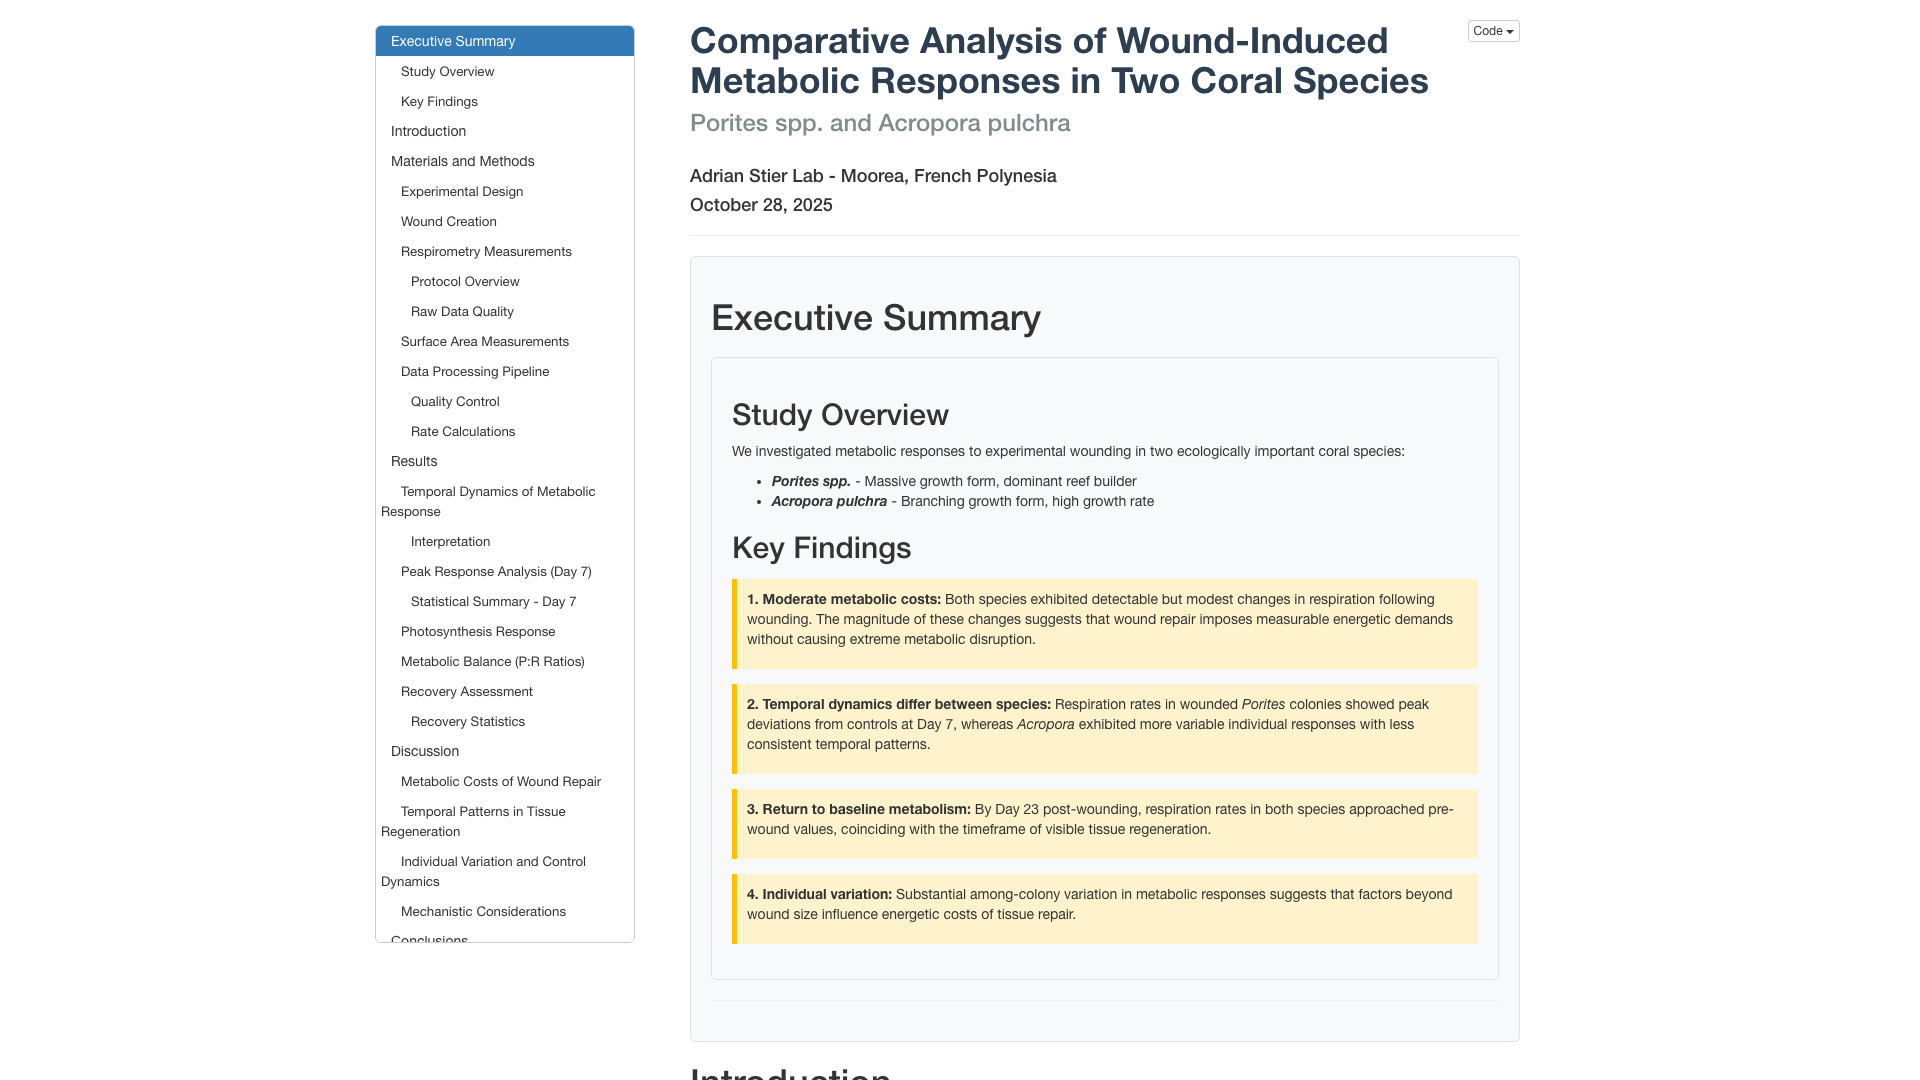 Executive Summary
Study Overview
Key Findings
Introduction
Materials and Methods
Experimental Design
Wound Creation
Respirometry Measurements
Protocol Overview
Raw Data Quality
Surface Area Measurements
Data Processing Pipeline
Quality Control
Rate Calculations
Results
Temporal Dynamics of Metabolic
Response
Interpretation
Peak Response Analysis (Day 7)
Statistical Summary - Day 7
Photosynthesis Response
Metabolic Balance (P:R Ratios)
Recovery Assessment
Recovery Statistics
Discussion
Metabolic Costs of Wound Repair
Temporal Patterns in Tissue
Regeneration
Individual Variation and Control
Dynamics
Mechanistic Considerations
Conclusions
Code
Comparative Analysis of Wound-Induced
Metabolic Responses in Two Coral Species
Porites spp. and Acropora pulchra
Adrian Stier Lab - Moorea, French Polynesia
October 28, 2025
Executive Summary
Study Overview
We investigated metabolic responses to experimental wounding in two ecologically important coral species:
• Porites spp. - Massive growth form, dominant reef builder
• Acropora pulchra - Branching growth form, high growth rate
Key Findings
1. Moderate metabolic costs: Both species exhibited detectable but modest changes in respiration following
wounding. The magnitude of these changes suggests that wound repair imposes measurable energetic demands
without causing extreme metabolic disruption.
2. Temporal dynamics differ between species: Respiration rates in wounded Porites colonies showed peak
deviations from controls at Day 7, whereas Acropora exhibited more variable individual responses with less
consistent temporal patterns.
3. Return to baseline metabolism: By Day 23 post-wounding, respiration rates in both species approached pre-
wound values, coinciding with the timeframe of visible tissue regeneration.
4. Individual variation: Substantial among-colony variation in metabolic responses suggests that factors beyond
wound size influence energetic costs of tissue repair.
Introduction